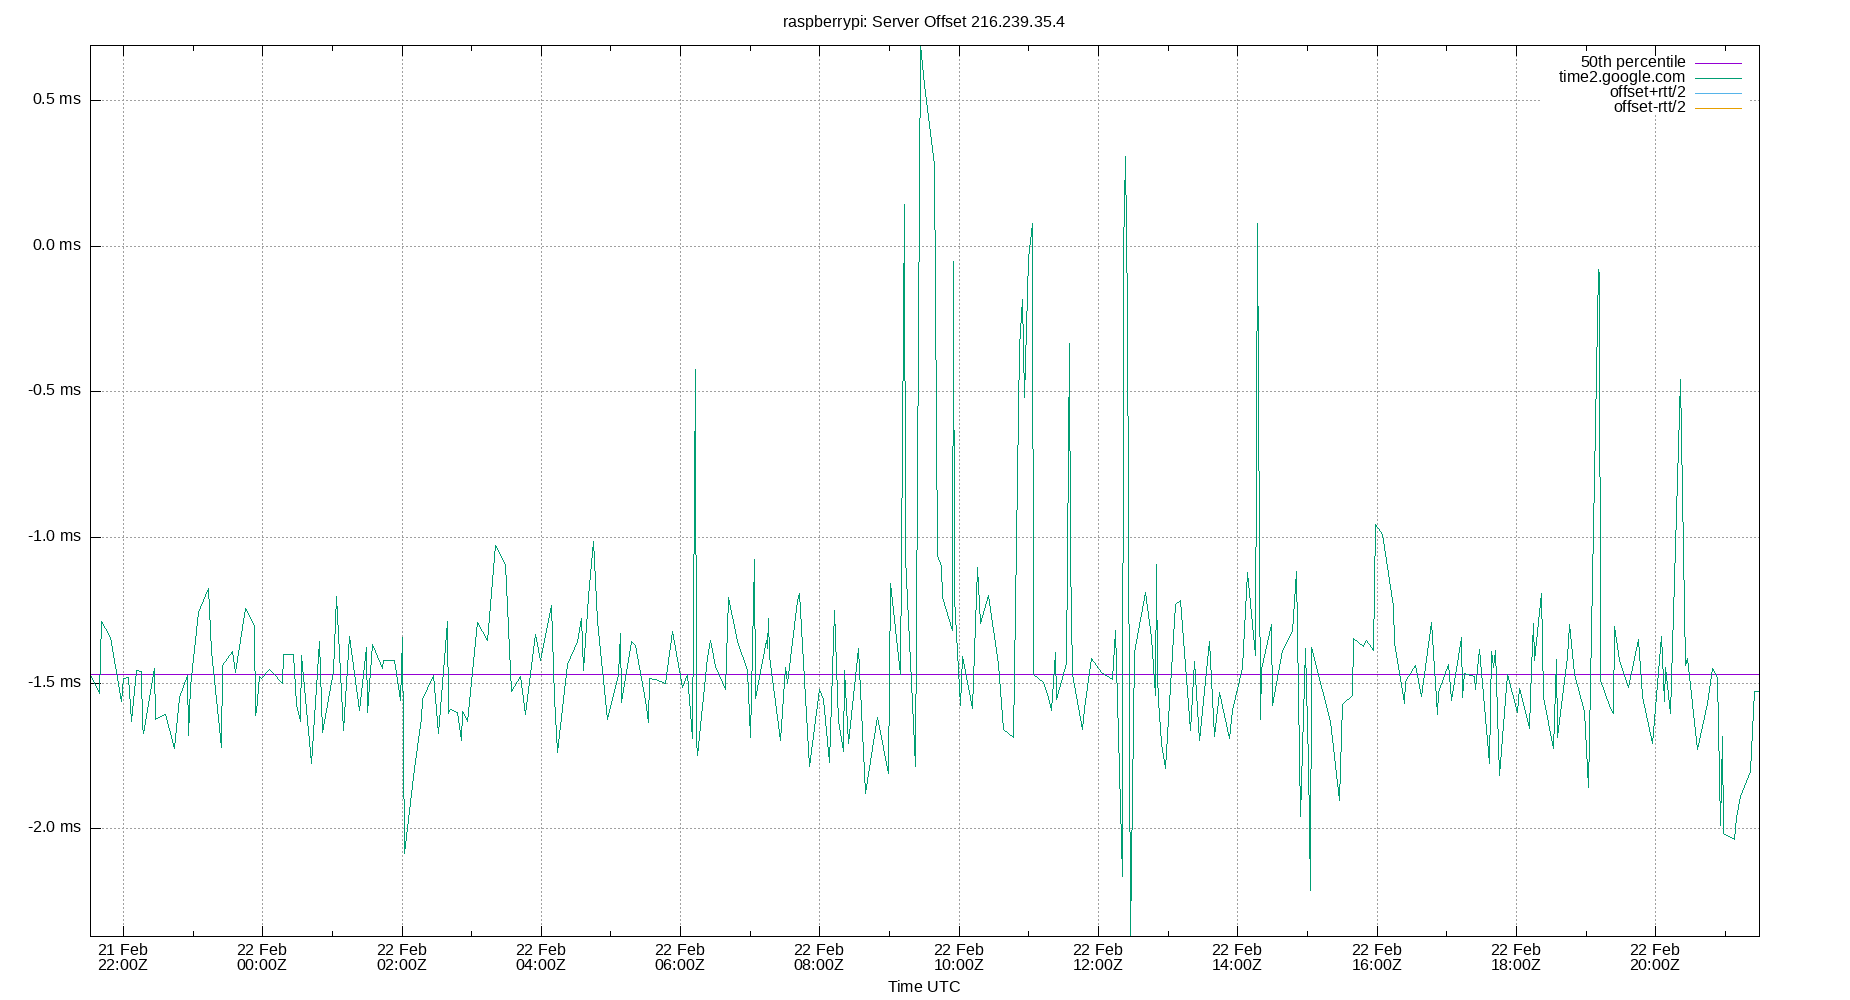 raspberrypi: Server Offset 216.239.35.4
50th percentile
time2.google.com
offset+rtt/2
offset-rtt/2
0.5 ms
0.0 ms
-0.5 ms
-1.0 ms
-1.5 ms
-2.0 ms
21 Feb 22 Feb 22 Feb 22 Feb 22 Feb 22 Feb 22 Feb 22 Feb 22 Feb 22 Feb 22 Feb 22 Feb
22:00Z 00:00Z 02:00Z 04:00Z 06:00Z 08:00Z 10:00Z 12:00Z 14:00Z 16:00Z 18:00Z 20:00Z
Time UTC